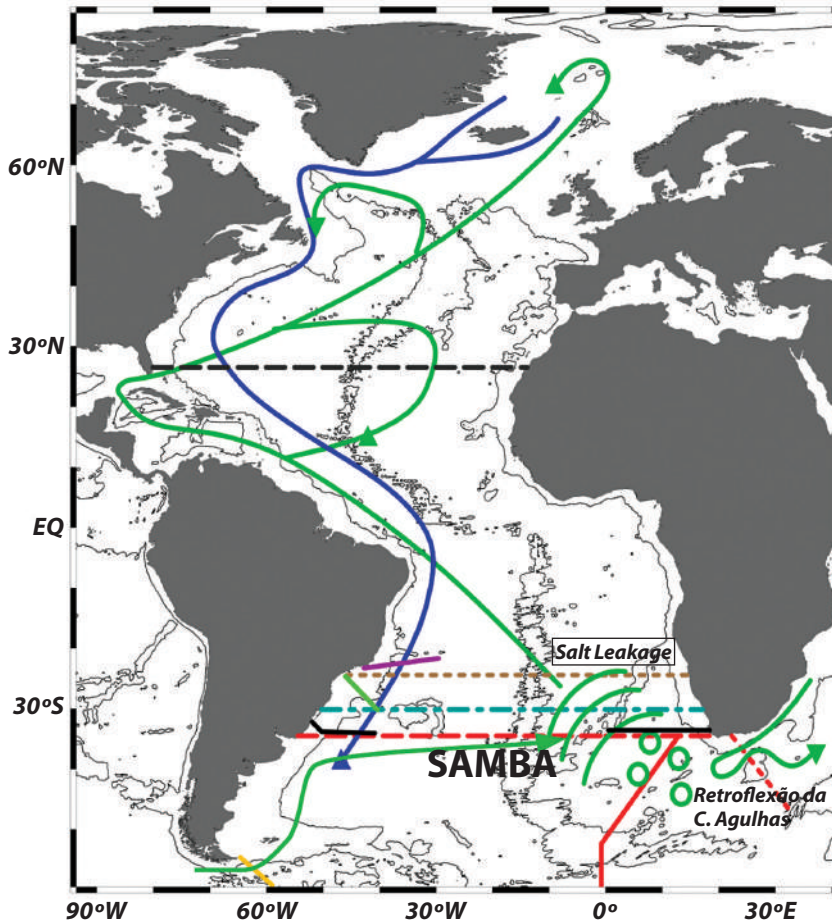 60ºN
30ºN
EQ
Salt Leakage
30ºS
SAMBA
Retroflexão da
C. Agulhas
90ºW
60ºW
30ºW
0º
30ºE